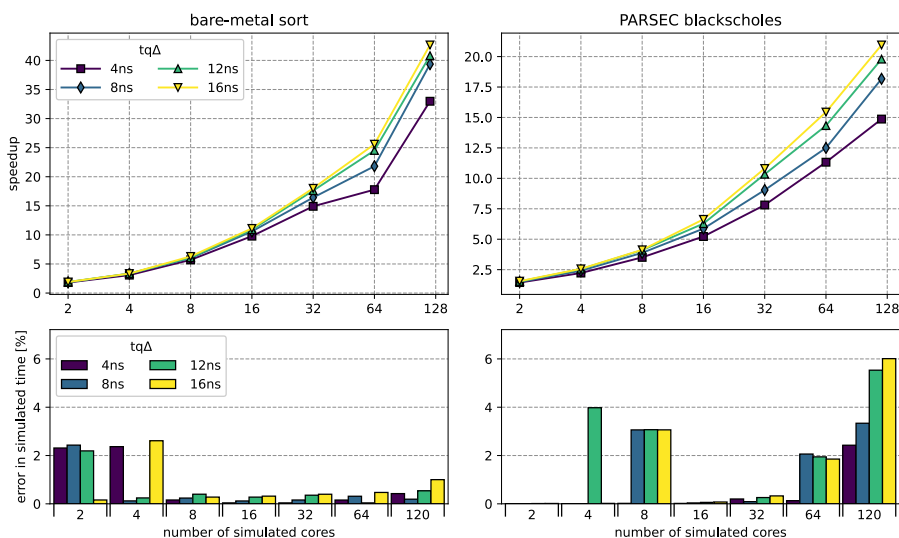 bare-metal sort
PARSEC blackscholes
tqΔ
4ns 12ns
8ns 16ns
speedup
40
35
30
25
20
15
10
5
0
2 4 8 16 32 64 128
20.0
17.5
15.0
12.5
10.0
7.5
5.0
2.5
2 4 8 16 32 64 128
tqΔ
4ns 12ns
8ns 16ns
error in simulated time [%]
6
4
2
0
2 4 8 16 32 64 120
number of simulated cores
6
4
2
0
2 4 8 16 32 64 120
number of simulated cores